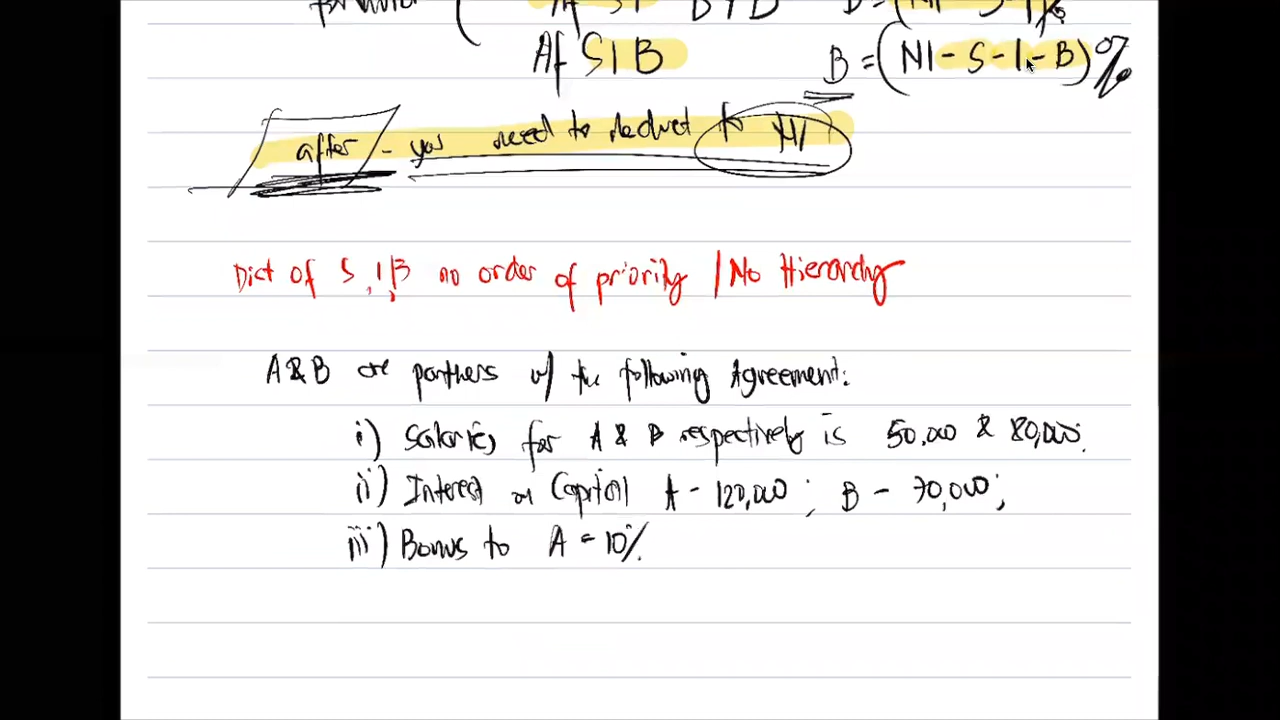 B = (NI - S - I)%
Af S I B B = (NI - S - I - B) %
after - you need to deduct to NI
Dist of S, I, B no order of priority / No Hierarchy
A & B are partners w/ the following Agreement:
i) Salaries for A & B respectively is 50,000 & 80,000.
ii) Interest on Capital A - 120,000 ; B - 70,000;
iii) Bonus to A = 10%